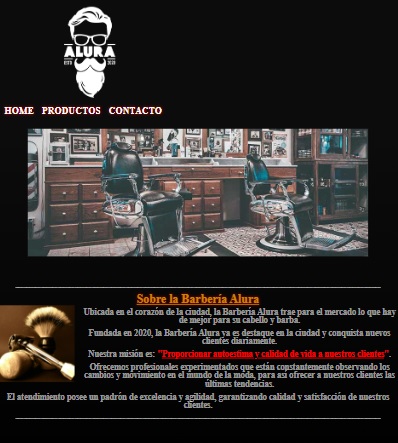 ALURA
ESTD 2020
HOME PRODUCTOS CONTACTO
Sobre la Barbería Alura
Ubicada en el corazón de la ciudad, la Barbería Alura trae para el mercado lo que hay
de mejor para su cabello y barba.
Fundada en 2020, la Barbería Alura ya es destaque en la ciudad y conquista nuevos
clientes diariamente.
Nuestra misión es: "Proporcionar autoestima y calidad de vida a nuestros clientes".
Ofrecemos profesionales experimentados que están constantemente observando los
cambios y movimiento en el mundo de la moda, para así ofrecer a nuestros clientes las
últimas tendencias.
El atendimiento posee un padrón de excelencia y agilidad, garantizando calidad y satisfacción de nuestros
clientes.